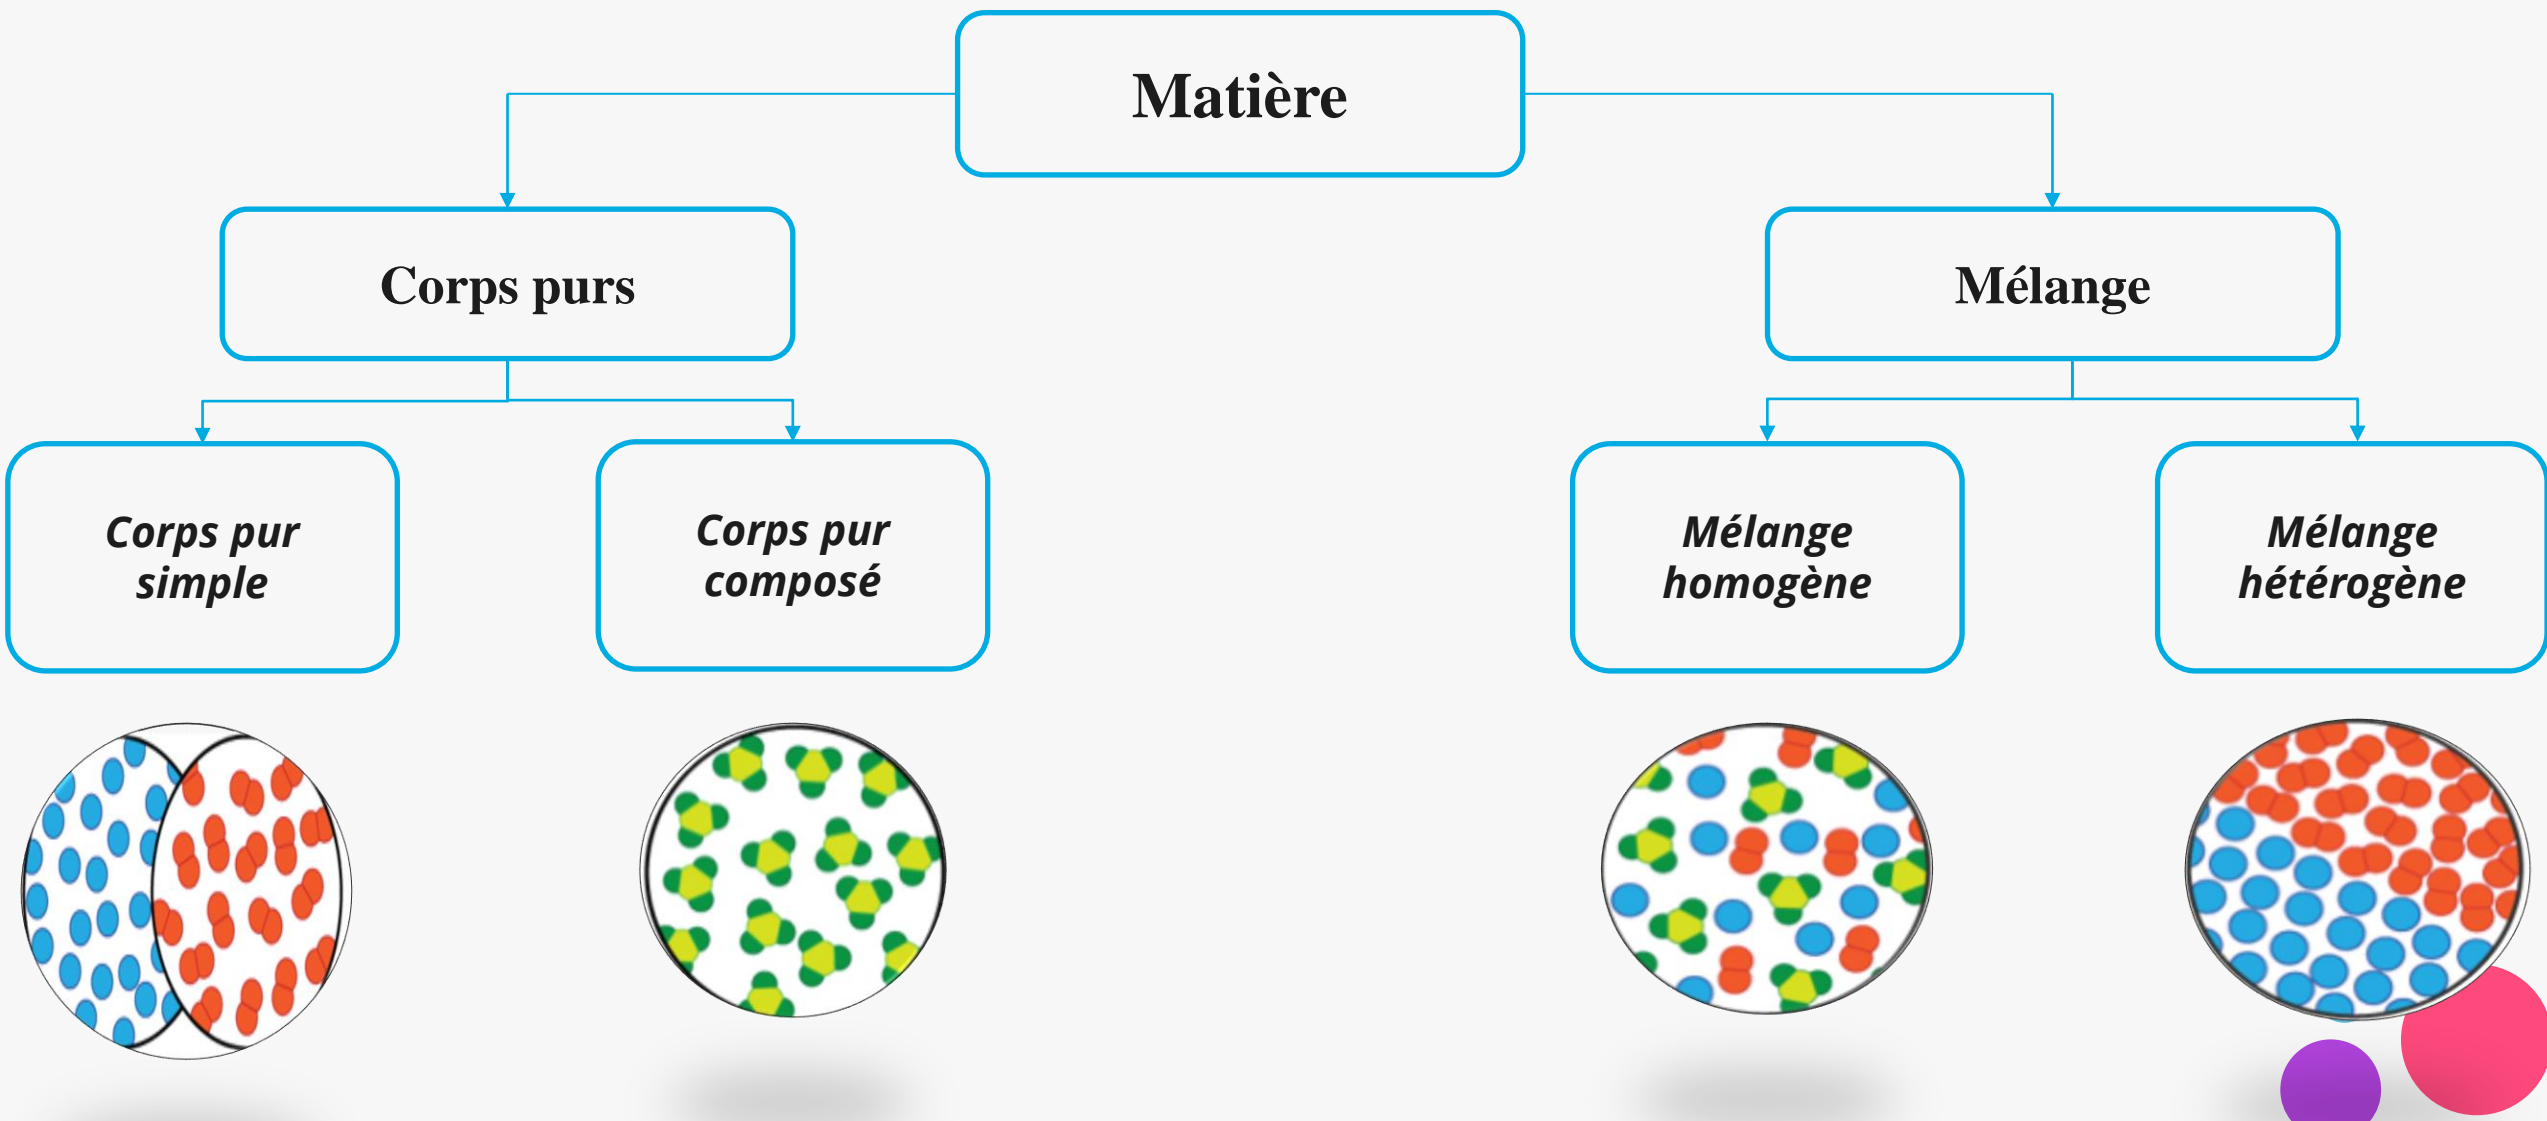 Matière
Corps purs
Mélange
Corps pur
simple
Corps pur
composé
Mélange
homogène
Mélange
hétérogène